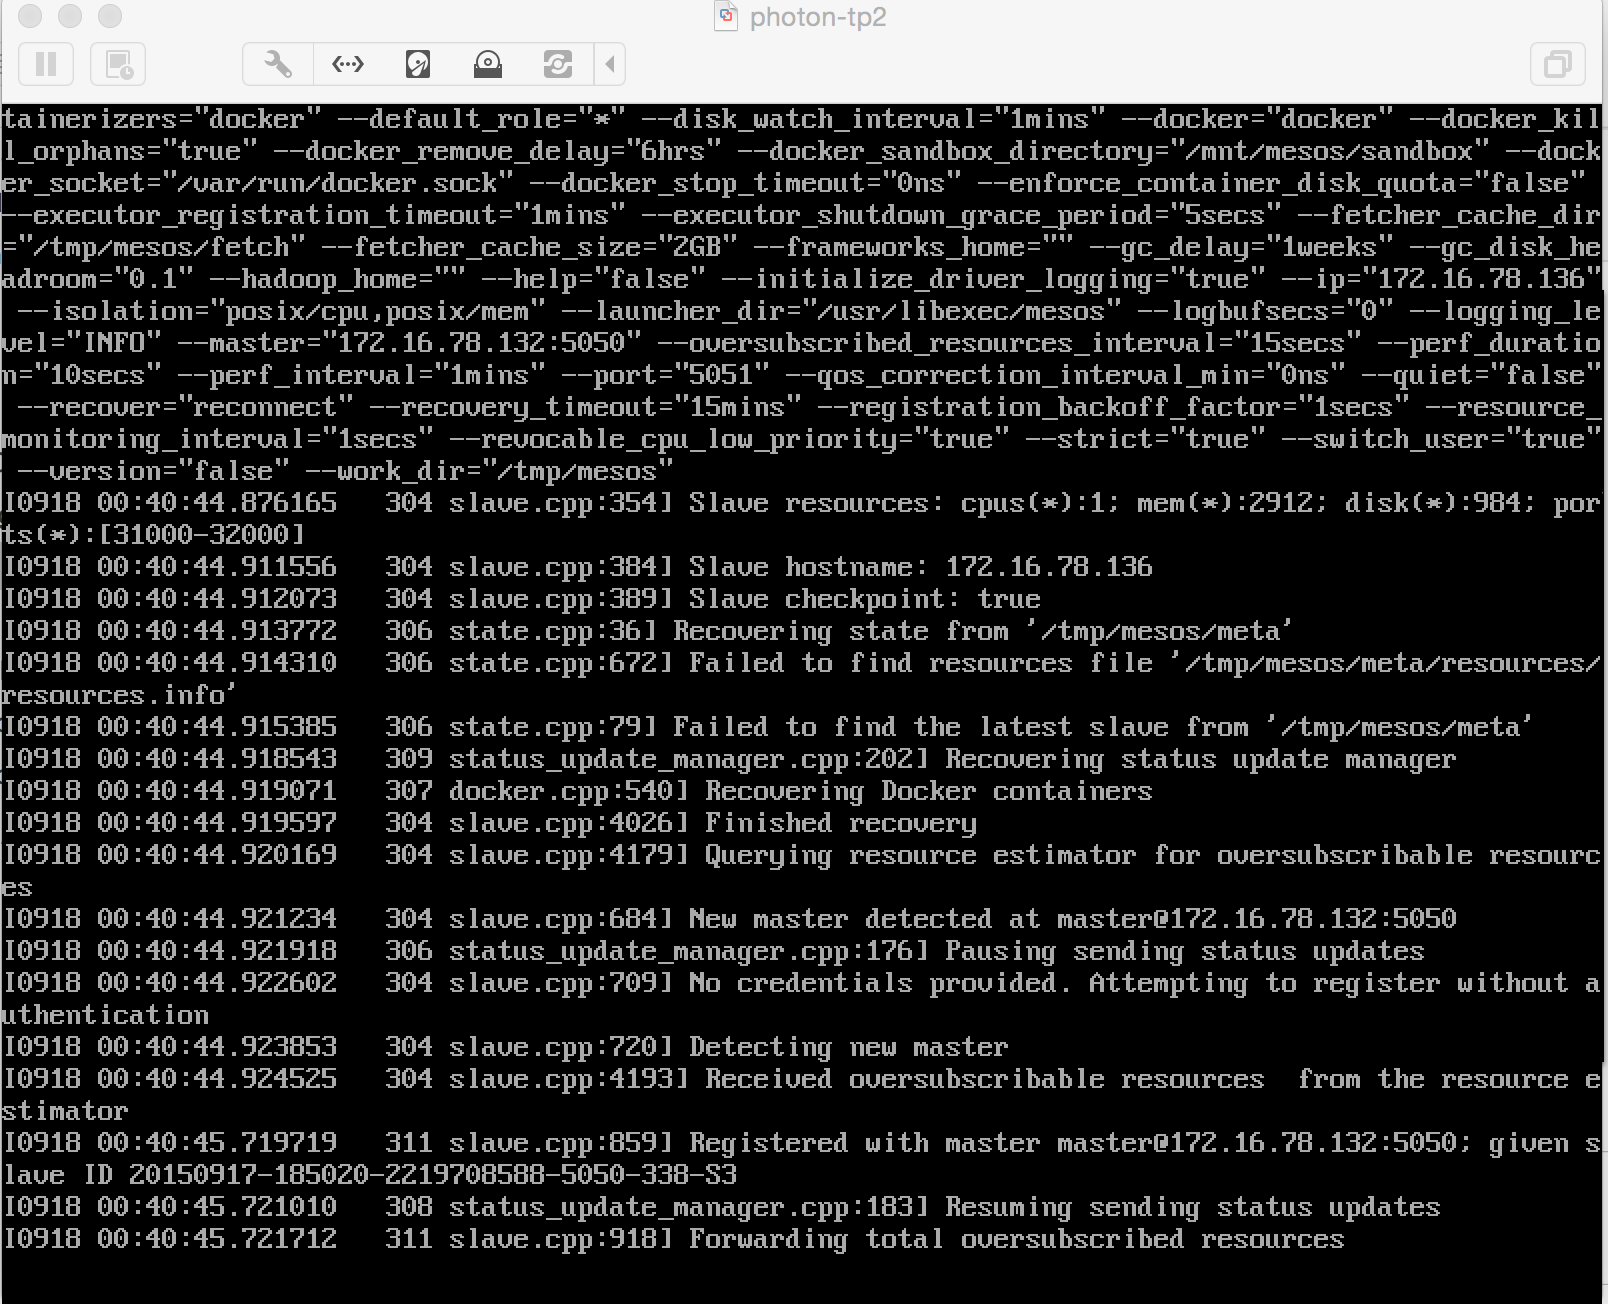 photon-tp2
tainerizers="docker" --default_role="*" --disk_watch_interval="1mins" --docker="docker" --docker_kil
l_orphans="true" --docker_remove_delay="6hrs" --docker_sandbox_directory="/mnt/mesos/sandbox" --dock
er_socket="/var/run/docker.sock" --docker_stop_timeout="0ns" --enforce_container_disk_quota="false"
--executor_registration_timeout="1mins" --executor_shutdown_grace_period="5secs" --fetcher_cache_dir
="/tmp/mesos/fetch" --fetcher_cache_size="2GB" --frameworks_home="" --gc_delay="1weeks" --gc_disk_he
adroom="0.1" --hadoop_home="" --help="false" --initialize_driver_logging="true" --ip="172.16.78.136"
--isolation="posix/cpu,posix/mem" --launcher_dir="/usr/libexec/mesos" --logbufsecs="0" --logging_le
vel="INFO" --master="172.16.78.132:5050" --oversubscribed_resources_interval="15secs" --perf_duratio
n="10secs" --perf_interval="1mins" --port="5051" --qos_correction_interval_min="0ns" --quiet="false"
--recover="reconnect" --recovery_timeout="15mins" --registration_backoff_factor="1secs" --resource_
monitoring_interval="1secs" --revocable_cpu_low_priority="true" --strict="true" --switch_user="true"
--version="false" --work_dir="/tmp/mesos"
I0918 00:40:44.876165   304 slave.cpp:354] Slave resources: cpus(*):1; mem(*):2912; disk(*):984; por
ts(*):[31000-32000]
I0918 00:40:44.911556   304 slave.cpp:384] Slave hostname: 172.16.78.136
I0918 00:40:44.912073   304 slave.cpp:389] Slave checkpoint: true
I0918 00:40:44.913772   306 state.cpp:36] Recovering state from '/tmp/mesos/meta'
I0918 00:40:44.914310   306 state.cpp:672] Failed to find resources file '/tmp/mesos/meta/resources/
resources.info'
I0918 00:40:44.915385   306 state.cpp:79] Failed to find the latest slave from '/tmp/mesos/meta'
I0918 00:40:44.918543   309 status_update_manager.cpp:202] Recovering status update manager
I0918 00:40:44.919071   307 docker.cpp:540] Recovering Docker containers
I0918 00:40:44.919597   304 slave.cpp:4026] Finished recovery
I0918 00:40:44.920169   304 slave.cpp:4179] Querying resource estimator for oversubscribable resourc
es
I0918 00:40:44.921234   304 slave.cpp:684] New master detected at master@172.16.78.132:5050
I0918 00:40:44.921918   306 status_update_manager.cpp:176] Pausing sending status updates
I0918 00:40:44.922602   304 slave.cpp:709] No credentials provided. Attempting to register without a
uthentication
I0918 00:40:44.923853   304 slave.cpp:720] Detecting new master
I0918 00:40:44.924525   304 slave.cpp:4193] Received oversubscribable resources  from the resource e
stimator
I0918 00:40:45.719719   311 slave.cpp:859] Registered with master master@172.16.78.132:5050; given s
lave ID 20150917-185020-2219708588-5050-338-S3
I0918 00:40:45.721010   308 status_update_manager.cpp:183] Resuming sending status updates
I0918 00:40:45.721712   311 slave.cpp:918] Forwarding total oversubscribed resources